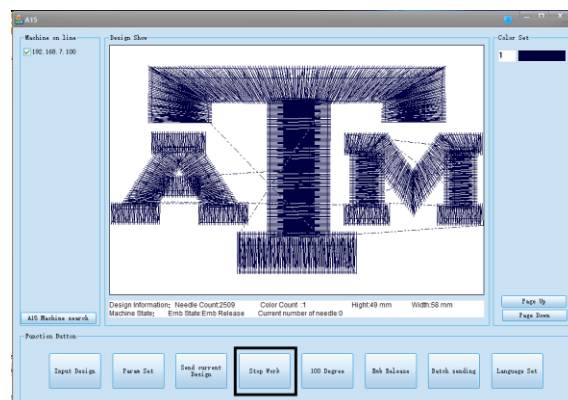 A15
Machine on line
192.168.7.100
A15 Machine search
Design Show
ATM
Design Information: Needle Count:2509 Color Count :1 Hight:49 mm Width:58 mm
Machine State: Emb State:Emb Release Current number of needle:0
Color Set
1
Page Up
Page Down
Function Button
Input Design
Param Set
Send current
Design
Stop Work
100 Degree
Emb Release
Batch sending
Language Set